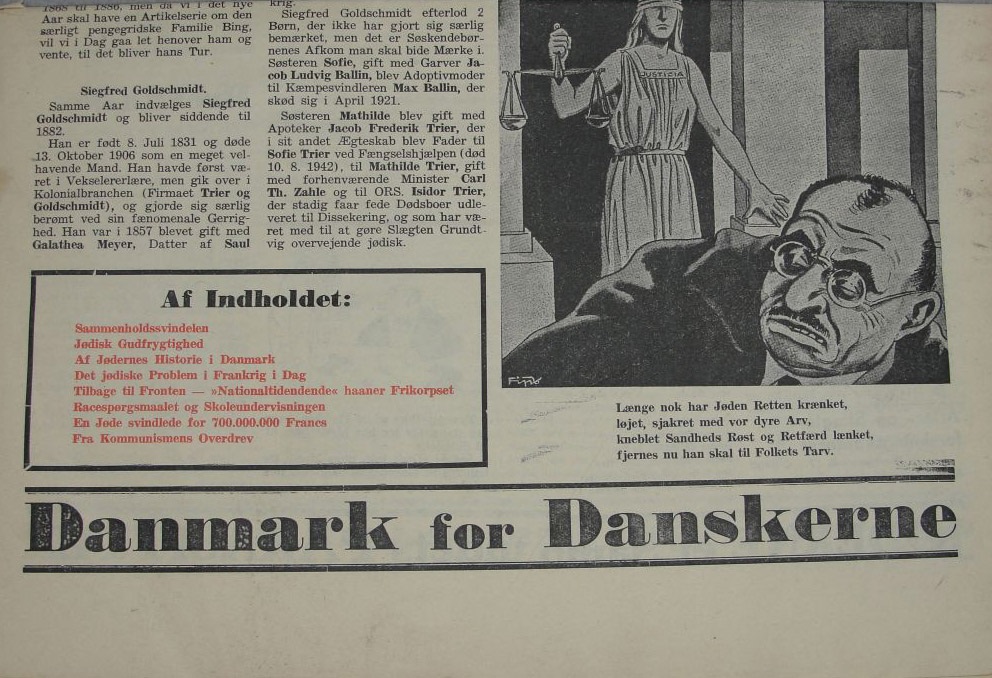 1868 til 1886, men da vi i det nye
Aar skal have en Artikelserie om den
særligt pengegridske Familie Bing,
vil vi i Dag gaa let henover ham og
vente, til det bliver hans Tur.
Siegfred Goldschmidt.
Samme Aar indvælges Siegfred
Goldschmidt og bliver siddende til
1882.
Han er født 8. Juli 1831 og døde
13. Oktober 1906 som en meget vel-
havende Mand. Han havde først væ-
ret i Vekselererlære, men gik over i
Kolonialbranchen (Firmaet Trier og
Goldschmidt), og gjorde sig særlig
berømt ved sin fænomenale Gerrig-
hed. Han var i 1857 blevet gift med
Galathea Meyer, Datter af Saul
krig.
Siegfred Goldschmidt efterlod 2
Børn, der ikke har gjort sig særlig
bemærket, men det er Søskendebør-
nenes Afkom man skal bide Mærke i.
Søsteren Sofie, gift med Garver Ja-
cob Ludvig Ballin, blev Adoptivmoder
til Kæmpesvindleren Max Ballin, der
skød sig i April 1921.
Søsteren Mathilde blev gift med
Apoteker Jacob Frederik Trier, der
i sit andet Ægteskab blev Fader til
Sofie Trier ved Fængselshjælpen (død
10. 8. 1942), til Mathilde Trier, gift
med forhenværende Minister Carl
Th. Zahle og til ORS. Isidor Trier,
der stadig faar fede Dødsboer udle-
veret til Dissekering, og som har væ-
ret med til at gøre Slægten Grundt-
vig overvejende jødisk.
JUSTITIA
Af Indholdet:
Sammenholdssvindelen
Jødisk Gudfrygtighed
Af Jødernes Historie i Danmark
Det jødiske Problem i Frankrig i Dag
Tilbage til Fronten — »Nationaltidendende« haaner Frikorpset
Racespørgsmaalet og Skoleundervisningen
En Jøde svindlede for 700.000.000 Francs
Fra Kommunismens Overdrev
Længe nok har Jøden Retten krænket,
løjet, sjakret med vor dyre Arv,
kneblet Sandheds Røst og Retfærd lænket,
fjernes nu han skal til Folkets Tarv.
Danmark for Danskerne